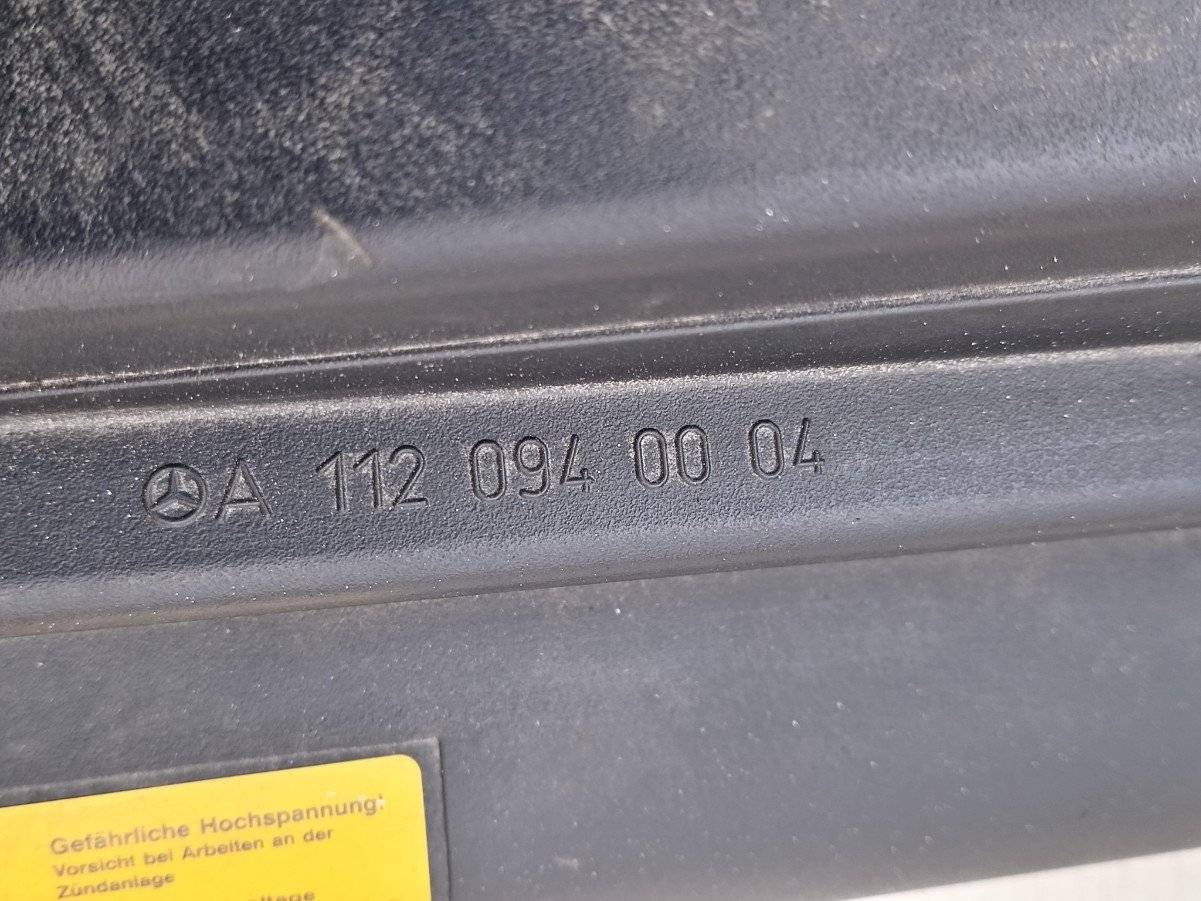 A 112 094 00 04
Gefährliche Hochspannung!
Vorsicht bei Arbeiten an der
Zündanlage